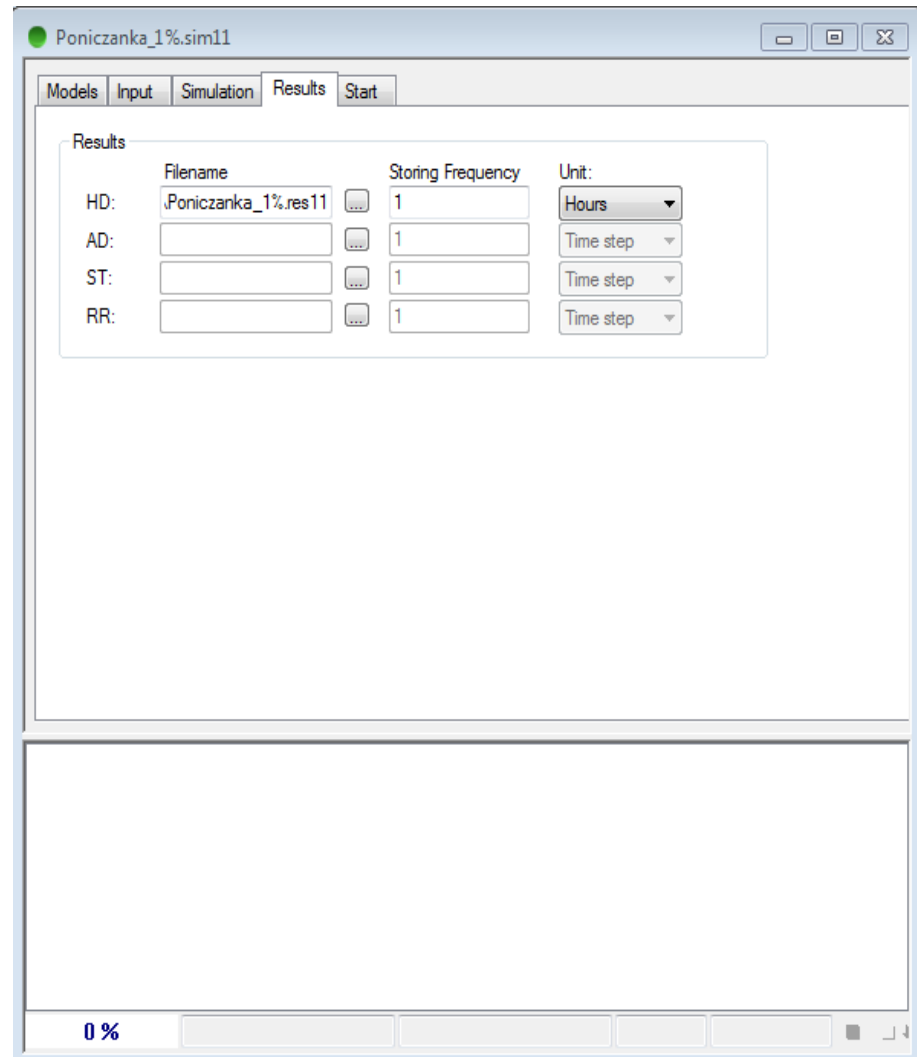 Poniczanka_1%.sim11
Models Input Simulation Results Start
Results
Filename Storing Frequency Unit:
HD: .Poniczanka_1%.res11 ... 1 Hours
AD: ... 1 Time step
ST: ... 1 Time step
RR: ... 1 Time step
0 %